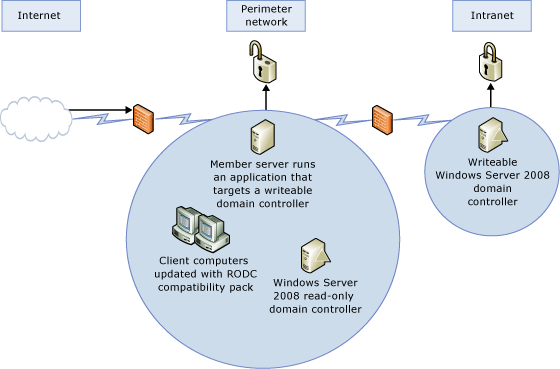 Internet
Perimeter
network
Intranet
Member server runs
an application that
targets a writeable
domain controller
Writeable
Windows Server 2008
domain
controller
Client computers
updated with RODC
compatibility pack
Windows Server
2008 read-only
domain controller